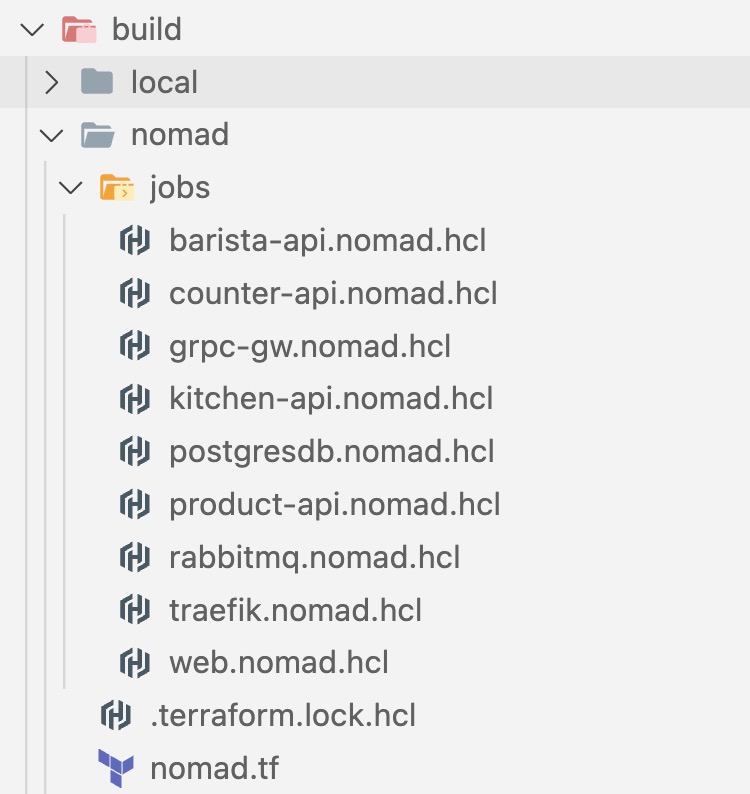 build
local
nomad
jobs
barista-api.nomad.hcl
counter-api.nomad.hcl
grpc-gw.nomad.hcl
kitchen-api.nomad.hcl
postgresdb.nomad.hcl
product-api.nomad.hcl
rabbitmq.nomad.hcl
traefik.nomad.hcl
web.nomad.hcl
.terraform.lock.hcl
nomad.tf